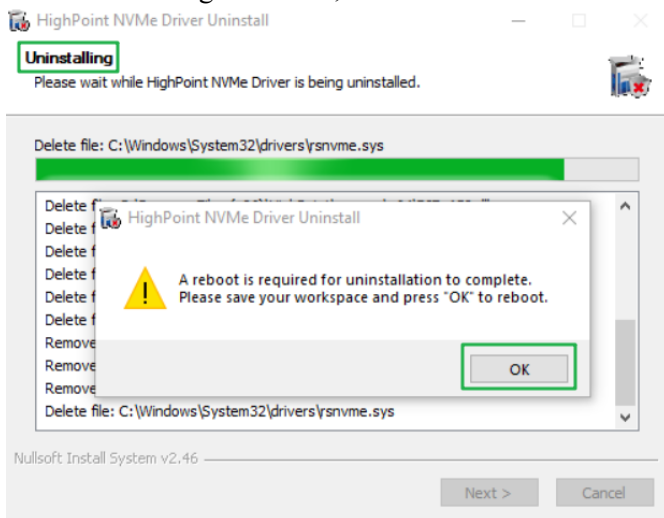 HighPoint NVMe Driver Uninstall
Uninstalling
Please wait while HighPoint NVMe Driver is being uninstalled.
Delete file: C:\Windows\System32\drivers\rsnvme.sys
Delete
HighPoint NVMe Driver Uninstall
Delete
Delete
Delete
A reboot is required for uninstallation to complete.
Delete
Please save your workspace and press "OK" to reboot.
Delete
Remove
Remove
OK
Remove
Delete file: C:\Windows\System32\drivers\rsnvme.sys
Nullsoft Install System v2.46
Next >
Cancel